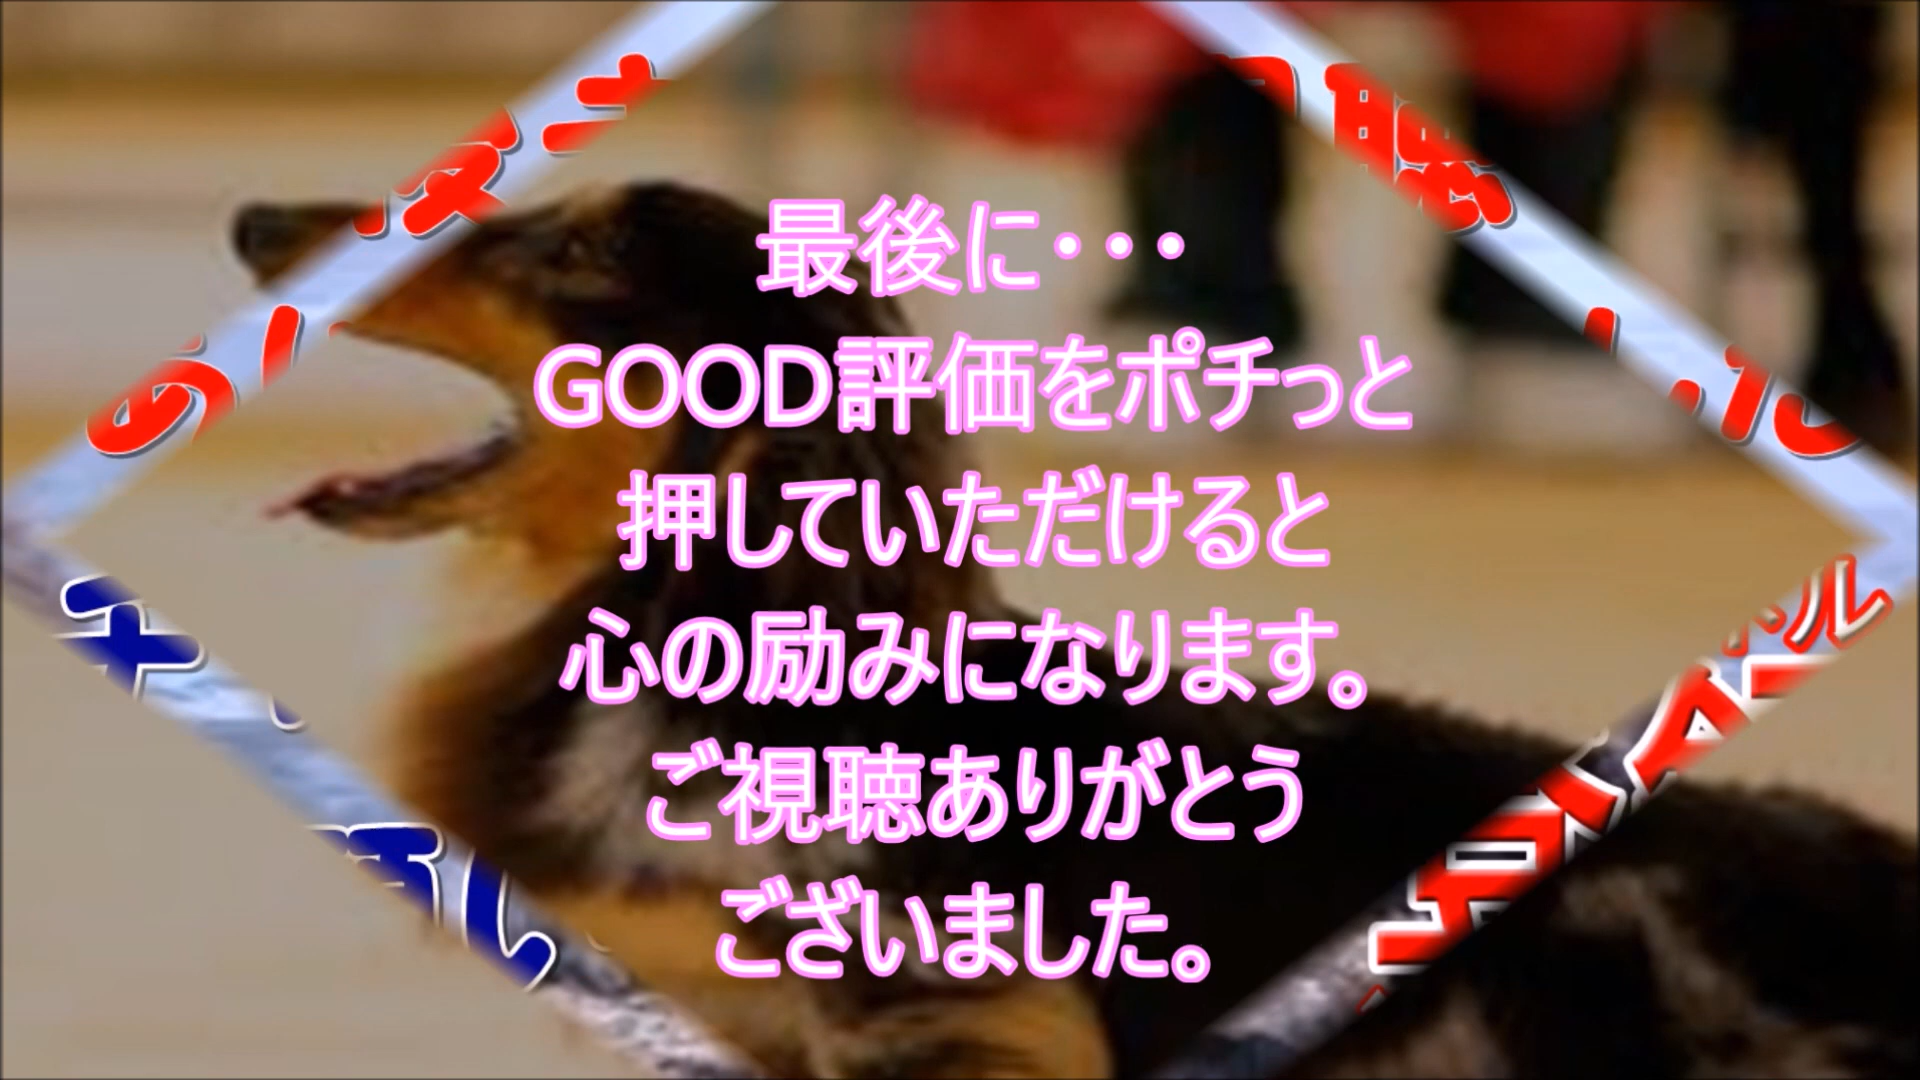 最後に・・・
GOOD評価をポチっと
押していただけると
心の励みになります。
ご視聴ありがとう
ございました。